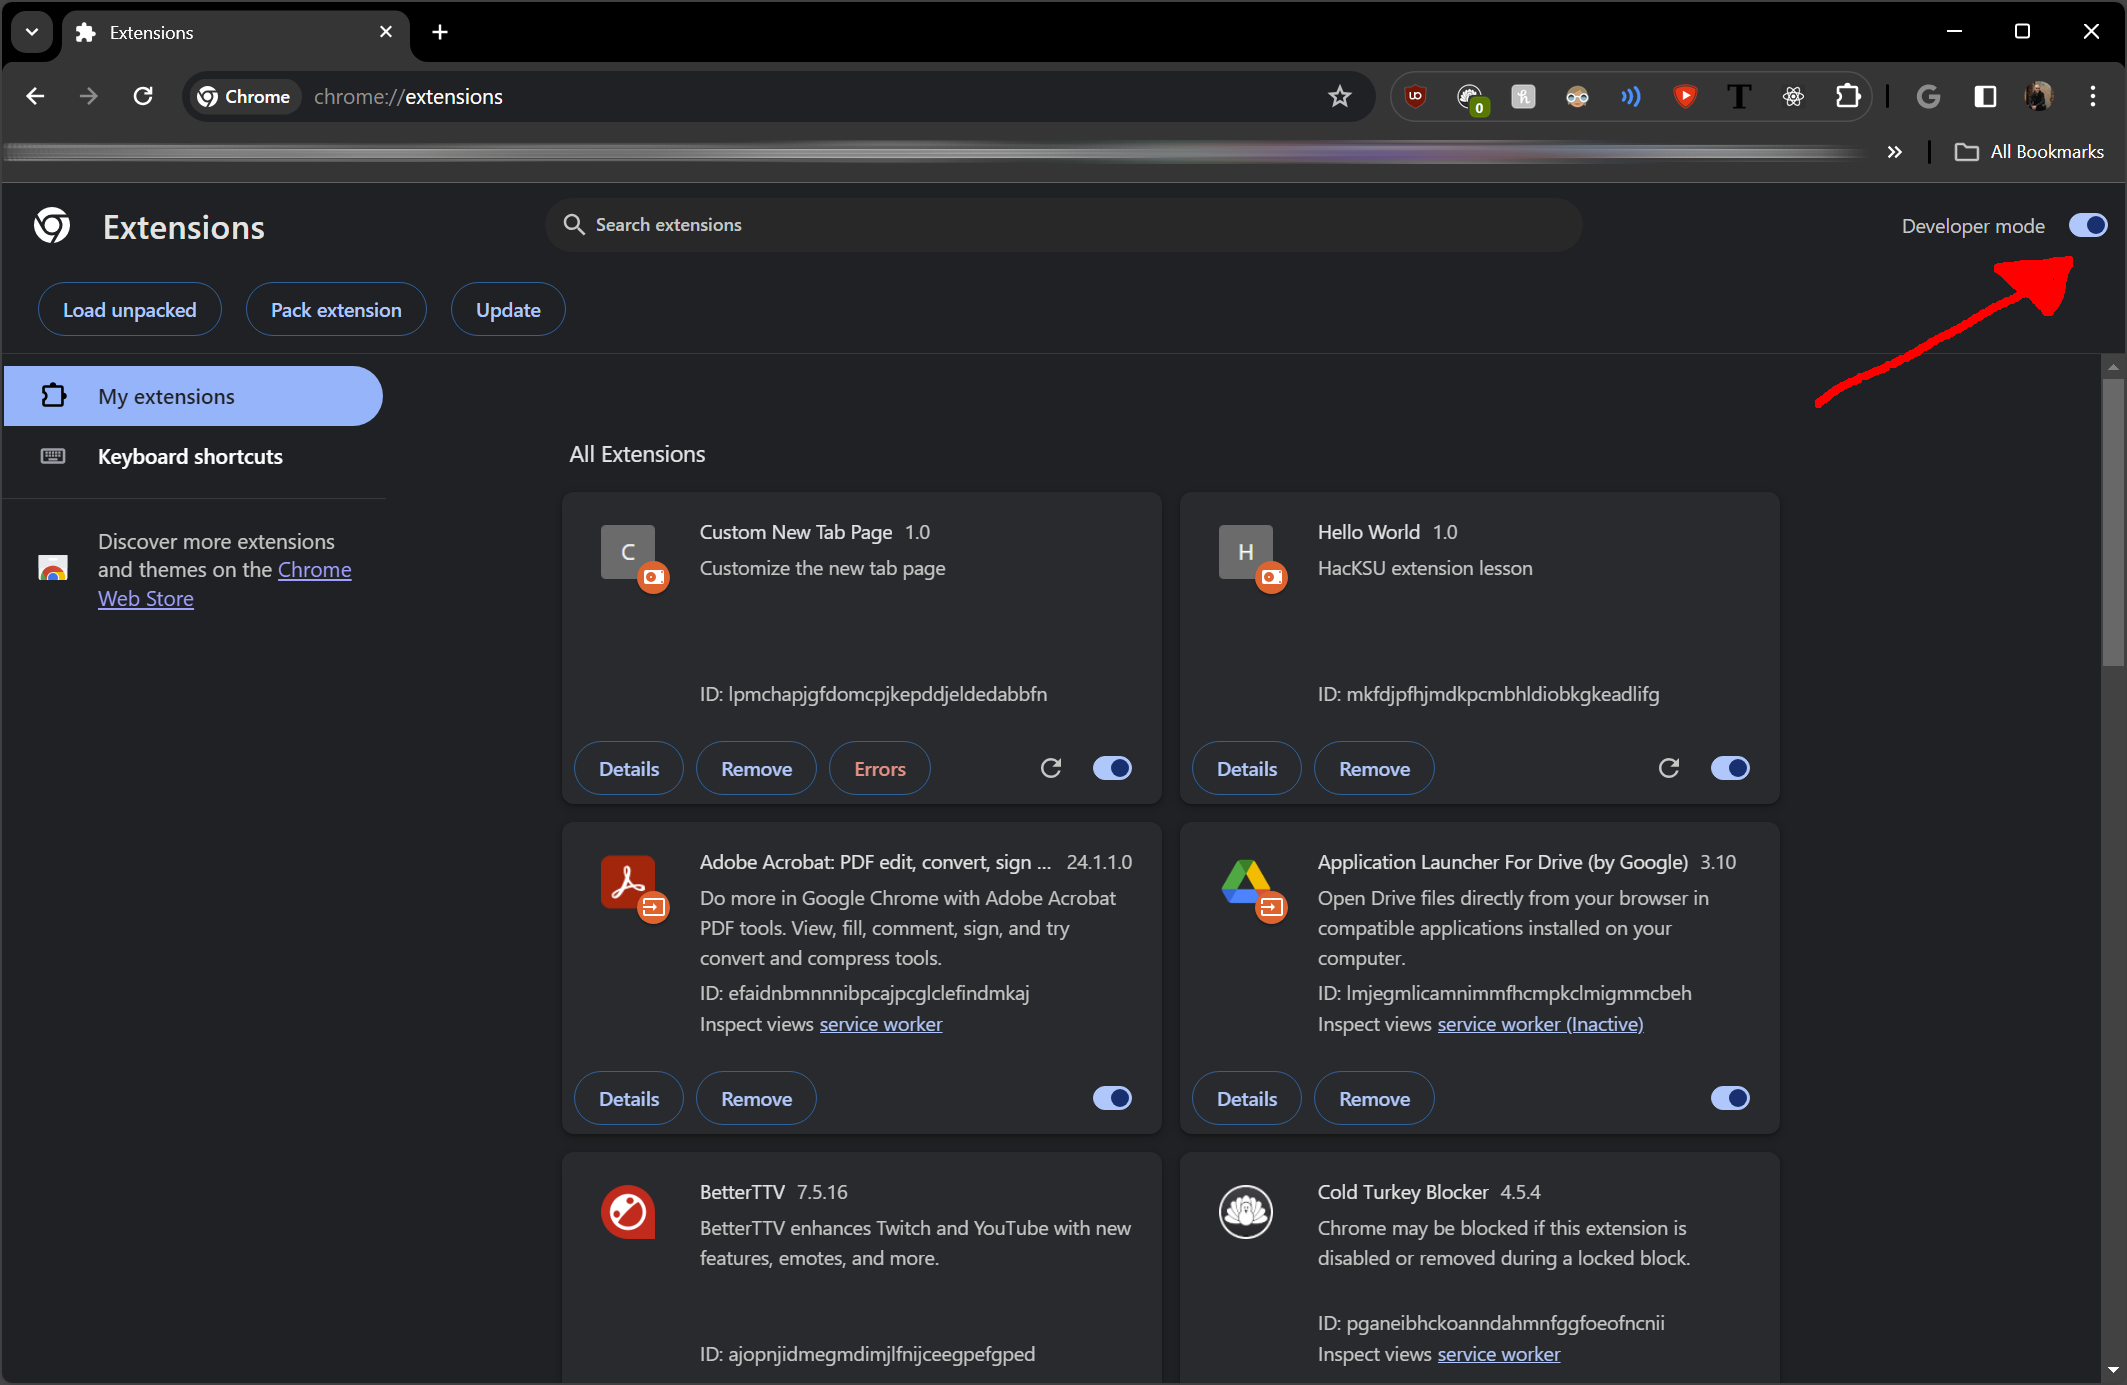 Extensions
Chrome chrome://extensions
0
All Bookmarks
Extensions
Search extensions
Developer mode
Load unpacked
Pack extension
Update
My extensions
Keyboard shortcuts
Discover more extensions
and themes on the Chrome
Web Store
All Extensions
C
Custom New Tab Page 1.0
Customize the new tab page
ID: lpmchapjgfdomcpjkepddjeldedabbfn
Details
Remove
Errors
H
Hello World 1.0
HacKSU extension lesson
ID: mkfdjpfhjmdkpcmbhldiobkgkeadlifg
Details
Remove
Adobe Acrobat: PDF edit, convert, sign ... 24.1.1.0
Do more in Google Chrome with Adobe Acrobat
PDF tools. View, fill, comment, sign, and try
convert and compress tools.
ID: efaidnbmnnnibpcajpcglclefindmkaj
Inspect views service worker
Details
Remove
Application Launcher For Drive (by Google) 3.10
Open Drive files directly from your browser in
compatible applications installed on your
computer.
ID: lmjegmlicamnimmfhcmpkclmigmmcbeh
Inspect views service worker (Inactive)
Details
Remove
BetterTTV 7.5.16
BetterTTV enhances Twitch and YouTube with new
features, emotes, and more.
ID: ajopnjidmegmdimjlfnijceegpefgped
Cold Turkey Blocker 4.5.4
Chrome may be blocked if this extension is
disabled or removed during a locked block.
ID: pganeibhckoanndahmnfggfoeofncnii
Inspect views service worker